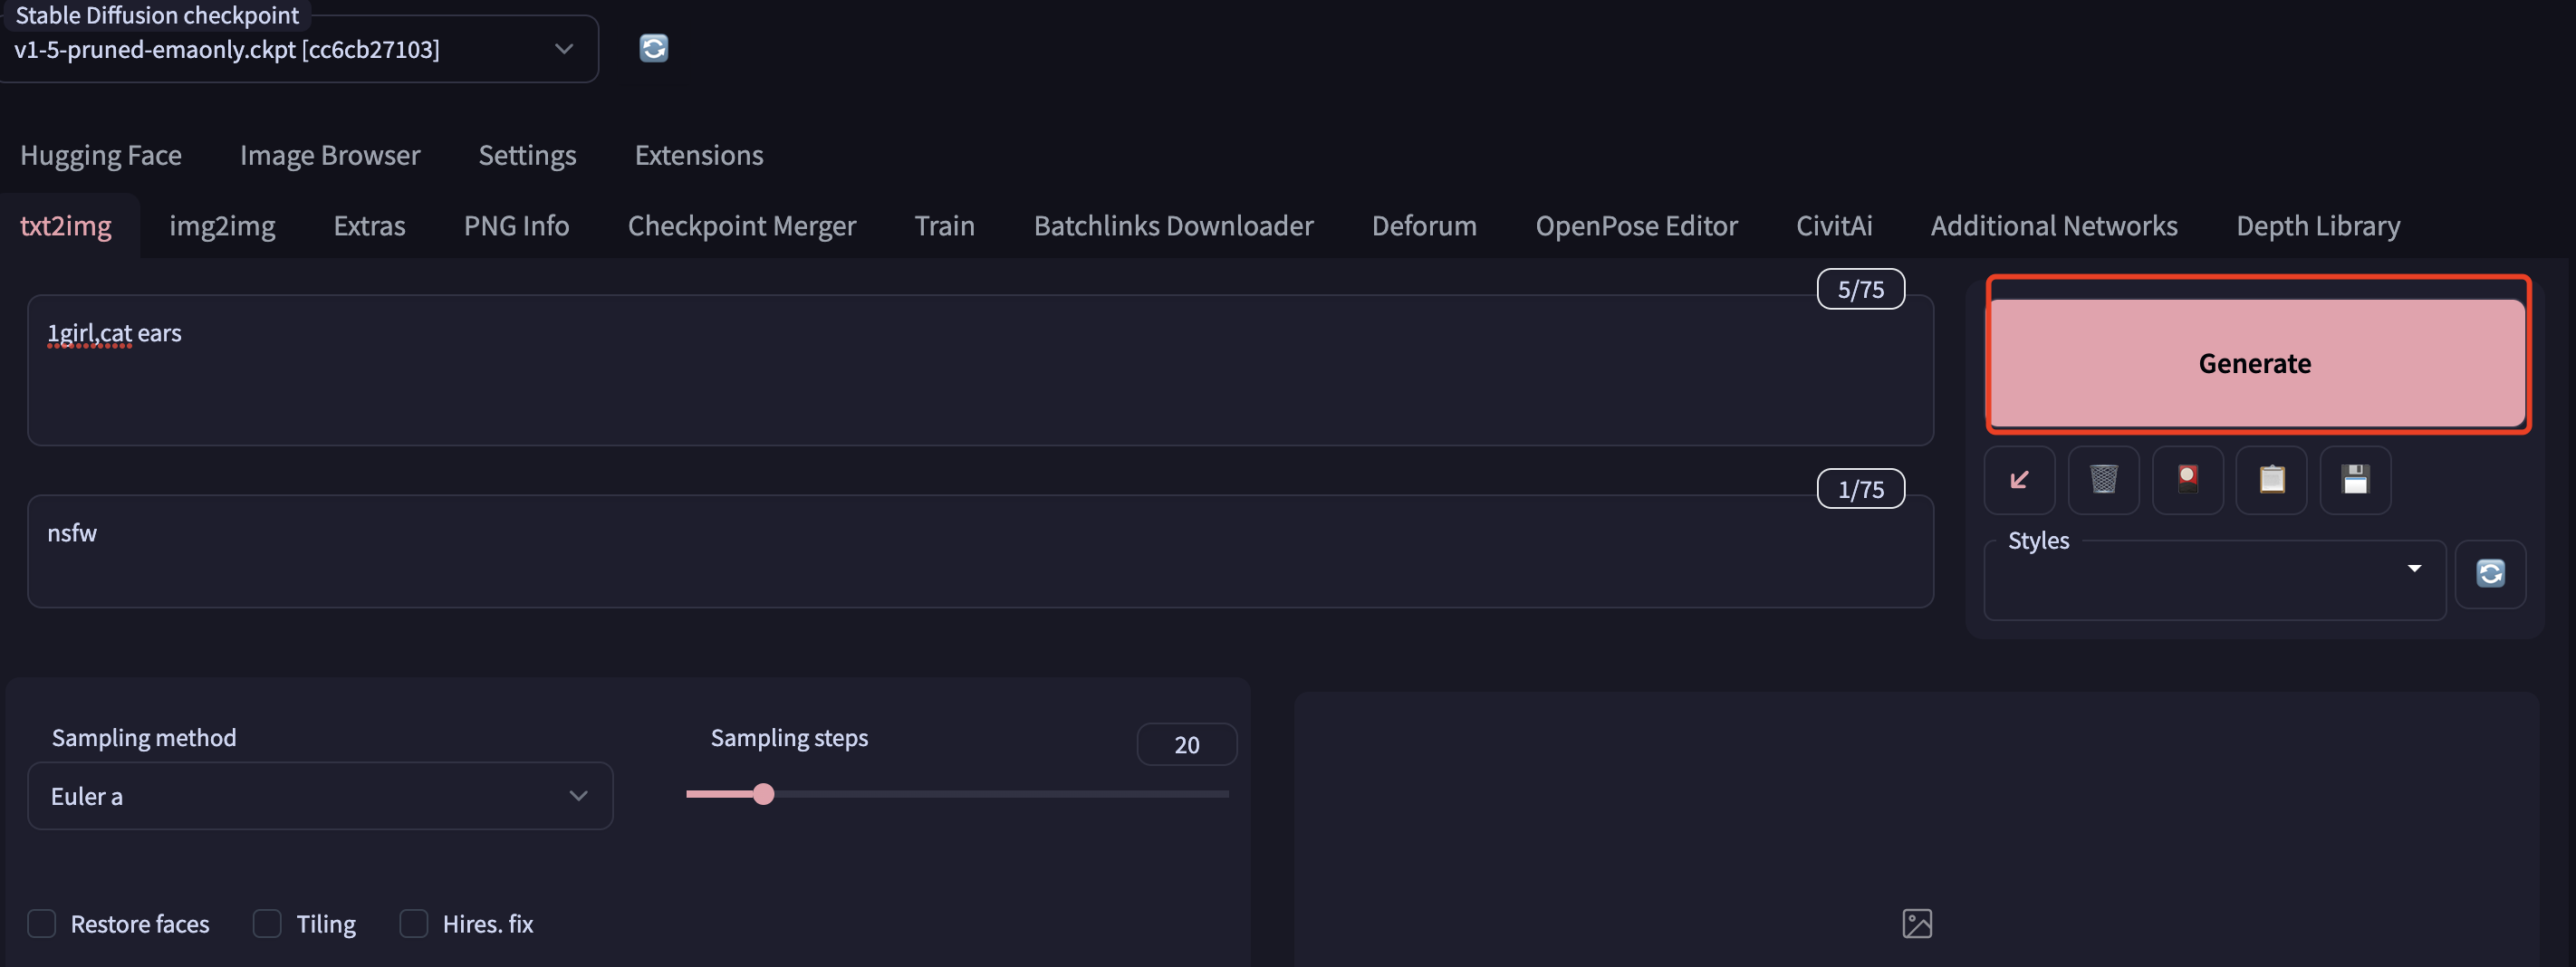 Stable Diffusion checkpoint
v1-5-pruned-emaonly.ckpt [cc6cb27103]
Hugging Face Image Browser Settings Extensions
txt2img img2img Extras PNG Info Checkpoint Merger Train Batchlinks Downloader Deforum OpenPose Editor CivitAi Additional Networks Depth Library
5/75
1girl,cat ears
Generate
1/75
nsfw
Styles
Sampling method
Sampling steps
20
Euler a
Restore faces Tiling Hires. fix